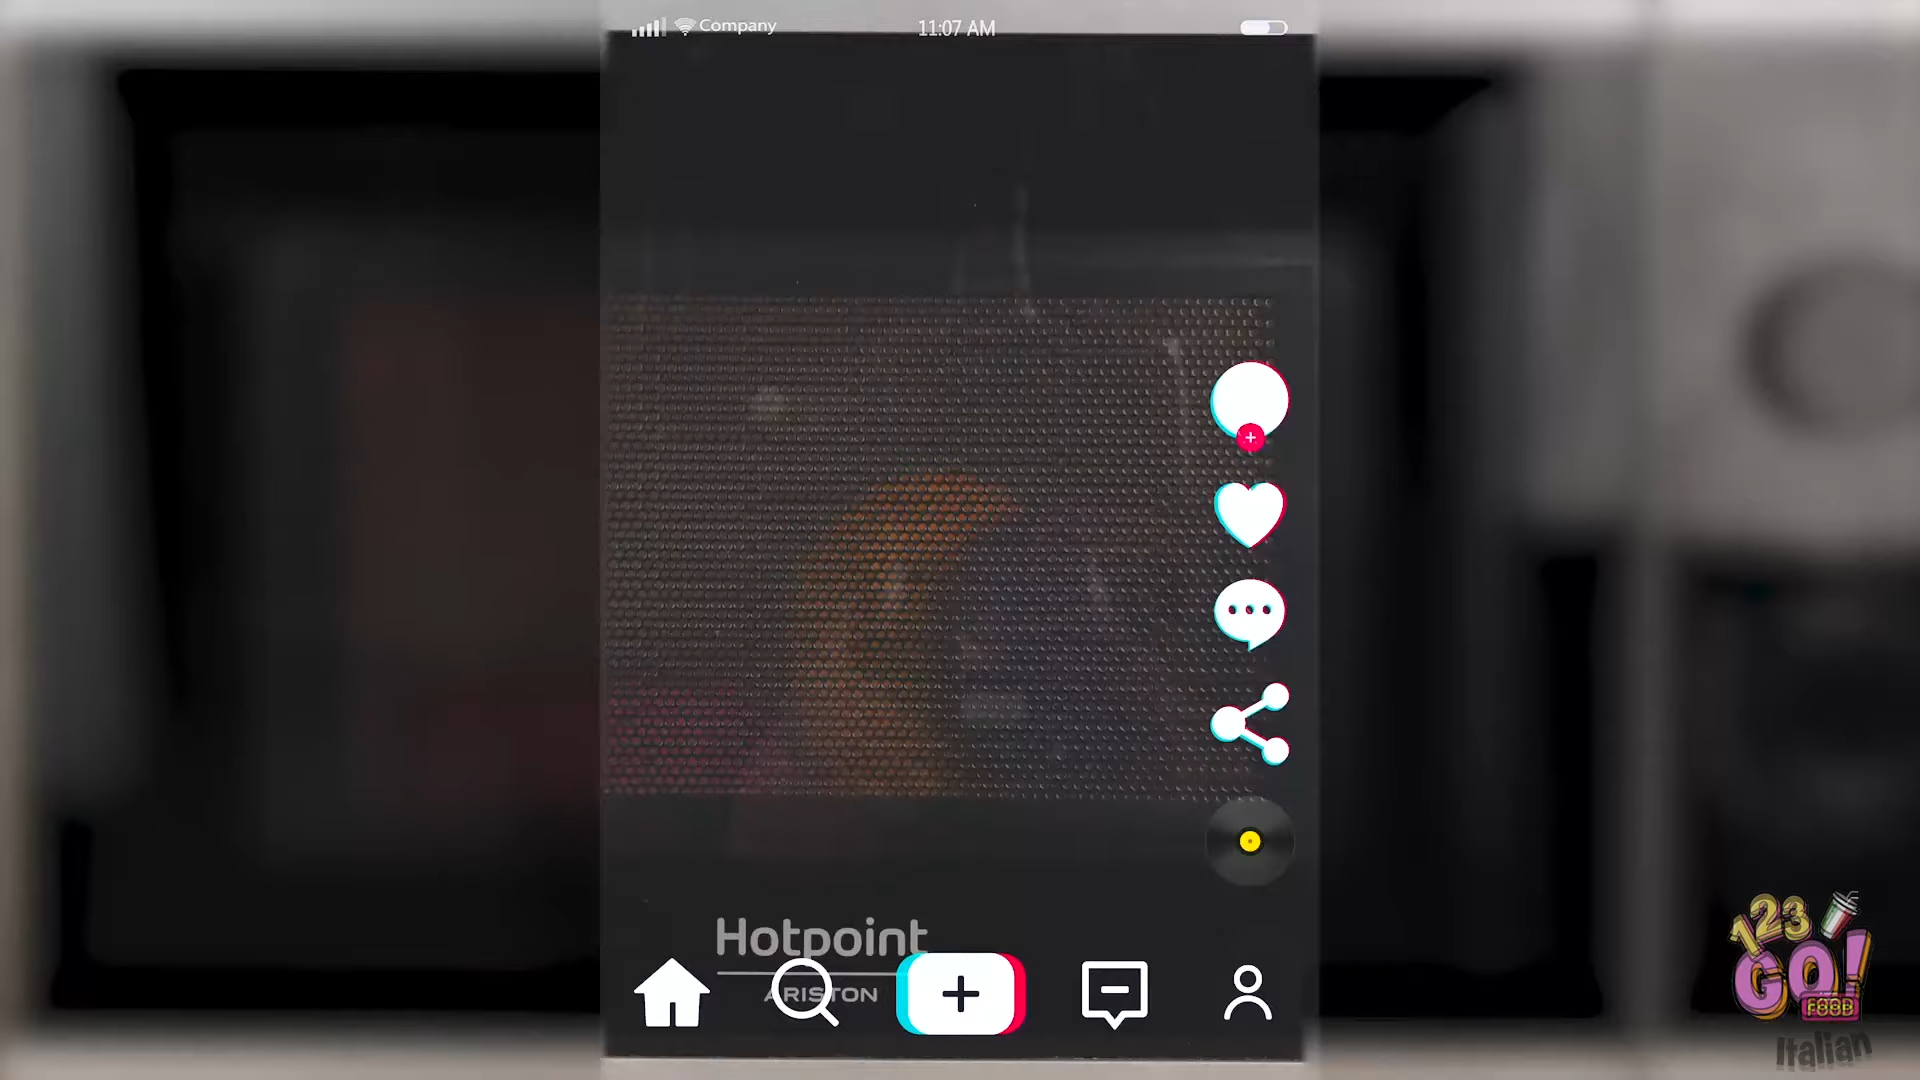 Company
11:07 AM
Hotpoint
ARISTON
123
GO!
FOOD
Italian